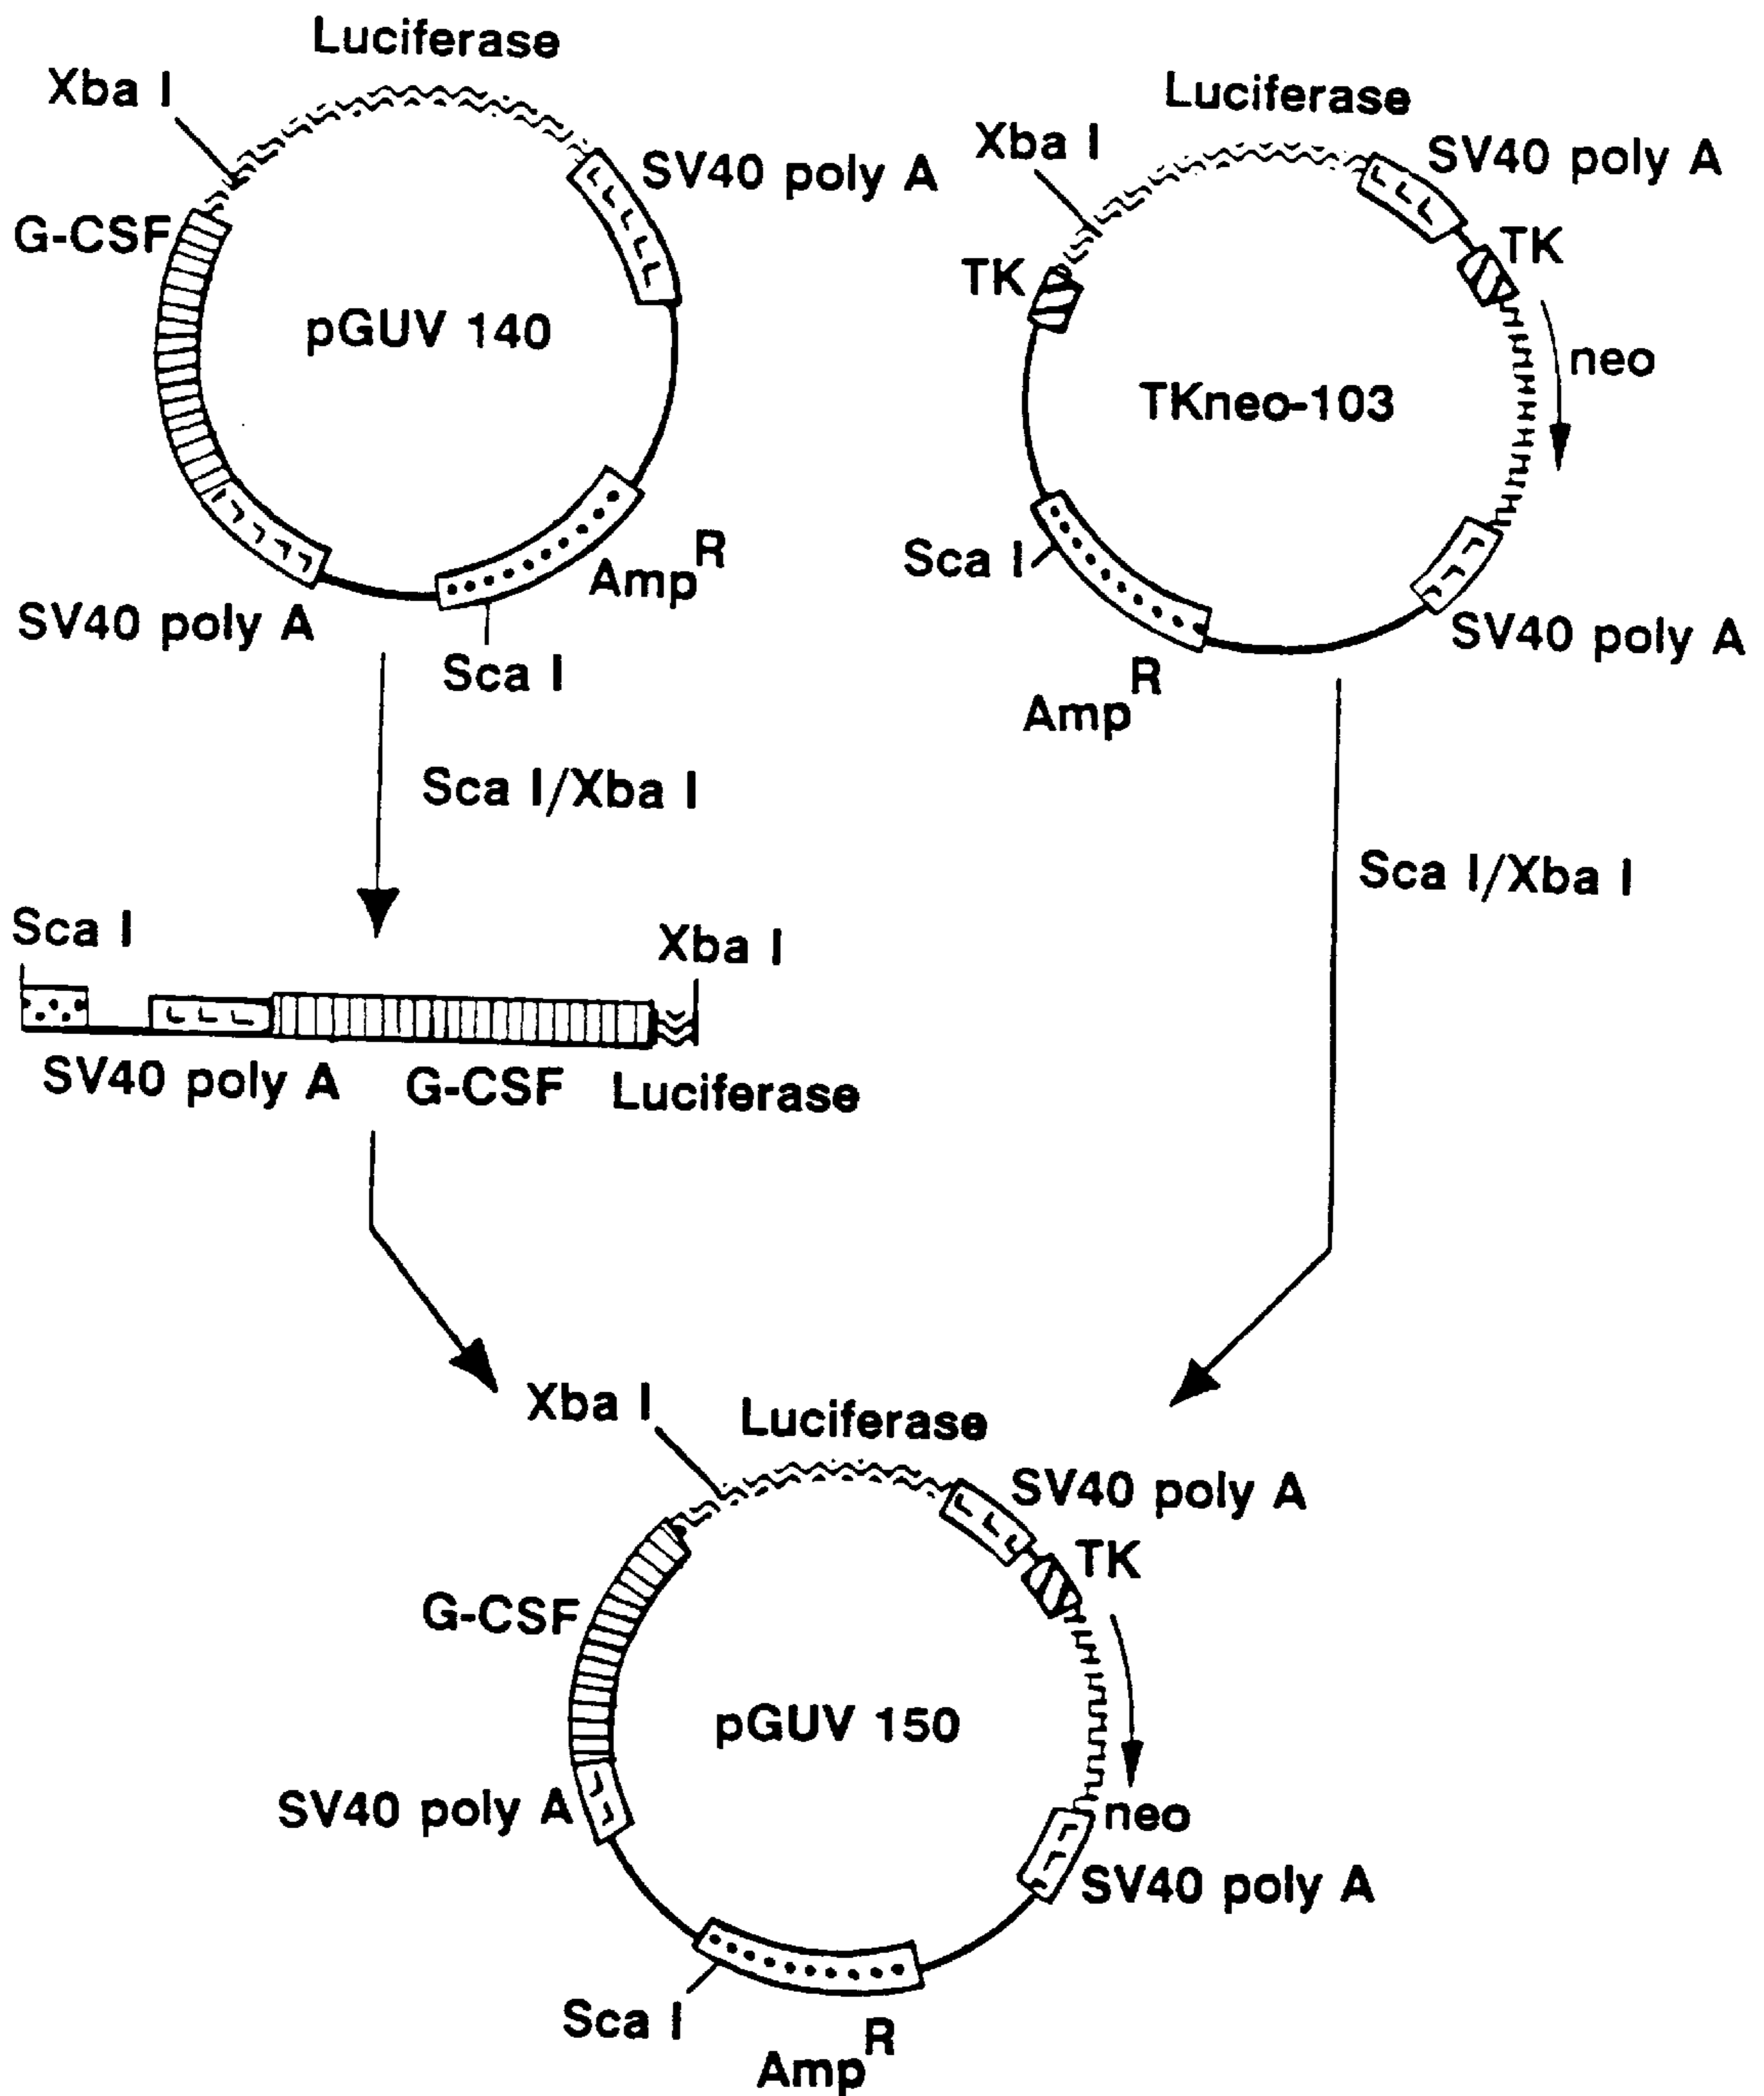 Luciferase
Xba I
SV40 poly A
G-CSF
pGUV 140
Amp R
SV40 poly A
Sca I
Luciferase
Xba I
SV40 poly A
TK
TK
neo
TKneo-103
Sca I
SV40 poly A
Amp R
Sca I/Xba I
Sca I/Xba I
Sca I
Xba I
SV40 poly A G-CSF Luciferase
Xba I
Luciferase
SV40 poly A
TK
G-CSF
pGUV 150
SV40 poly A
neo
SV40 poly A
Sca I
Amp R